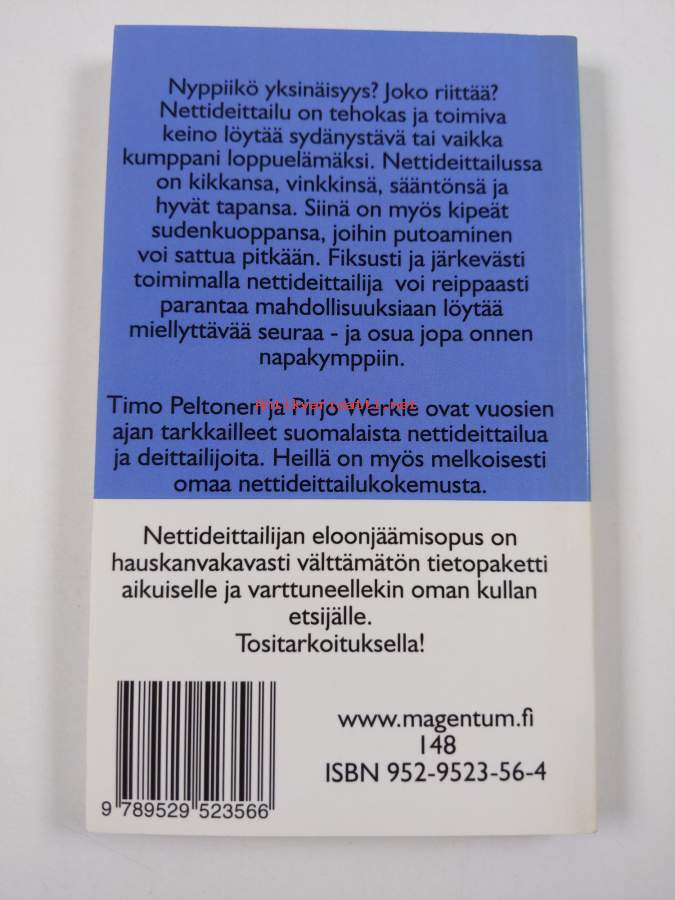 Nyppiikö yksinäisyys? Joko riittää?
Nettideittailu on tehokas ja toimiva
keino löytää sydänystävä tai vaikka
kumppani loppuelämäksi. Nettideittailussa
on kikkansa, vinkkinsä, sääntönsä ja
hyvät tapansa. Siinä on myös kipeät
sudenkuoppansa, joihin putoaminen
voi sattua pitkään. Fiksusti ja järkevästi
toimimalla nettideittailija voi reippaasti
parantaa mahdollisuuksiaan löytää
miellyttävää seuraa - ja osua jopa onnen
napakymppiin.
Timo Peltonen ja Pirjo Werkle ovat vuosien
ajan tarkkailleet suomalaista nettideittailua
ja deittailijoita. Heillä on myös melkoisesti
omaa nettideittailukokemusta.
Nettideittailijan eloonjäämisopus on
hauskanvakavasti välttämätön tietopaketti
aikuiselle ja varttuneellekin oman kullan
etsijälle.
Tositarkoituksella!
www.magentum.fi
148
ISBN 952-9523-56-4
9 789529 523566